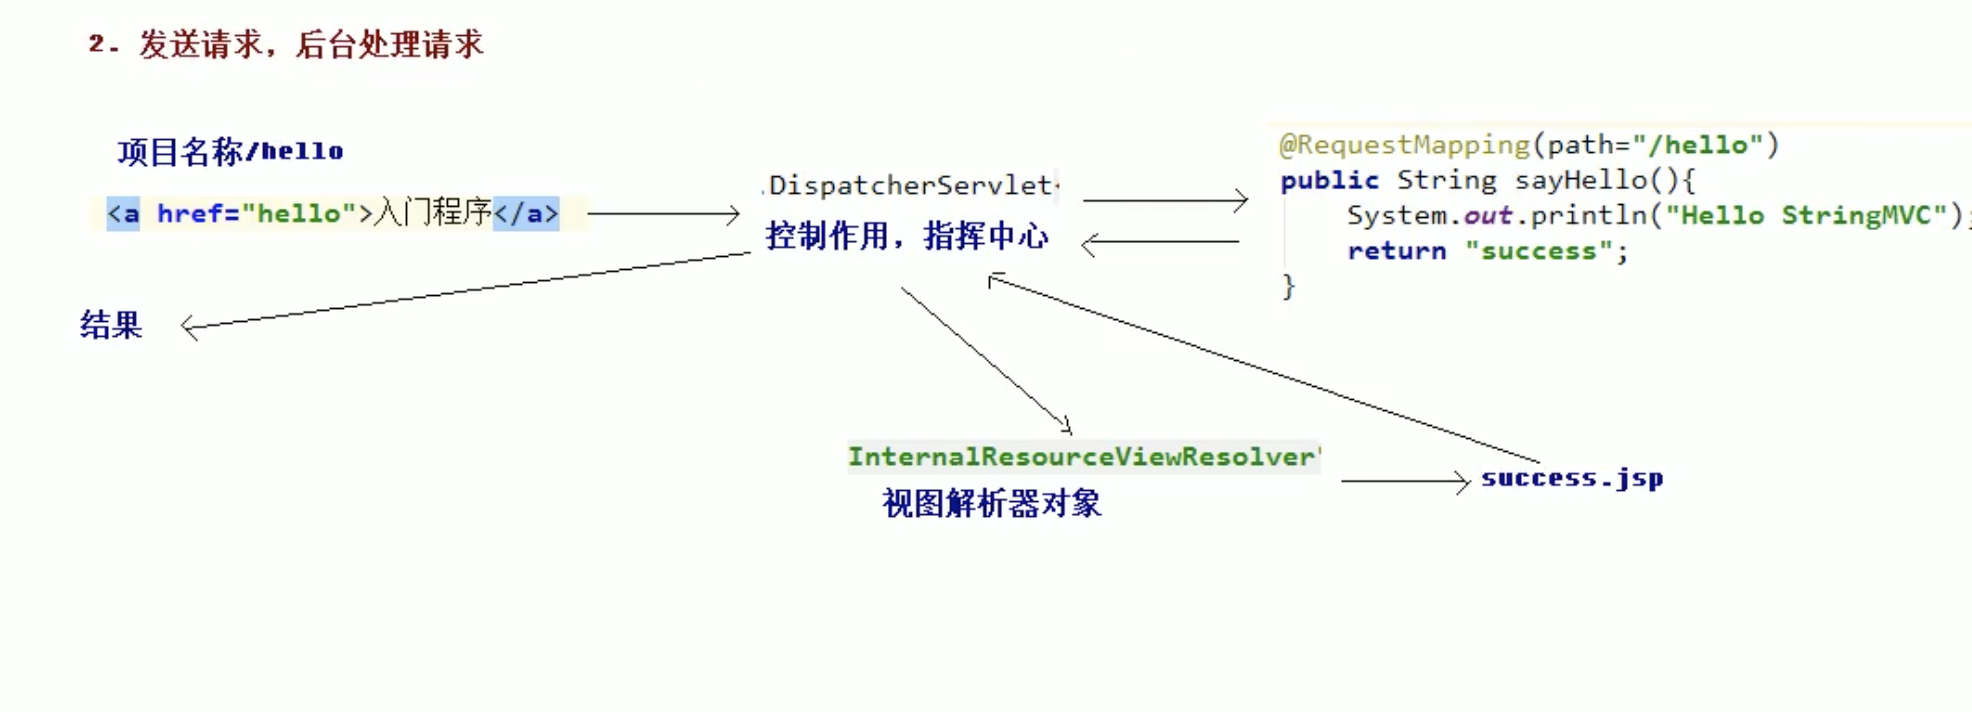 2. 发送请求，后台处理请求
项目名称/hello
<a href="hello">入门程序</a>
.DispatcherServlet
控制作用，指挥中心
@RequestMapping(path="/hello")
public String sayHello(){
System.out.println("Hello StringMVC");
return "success";
}
结果
InternalResourceViewResolver"
视图解析器对象
success.jsp